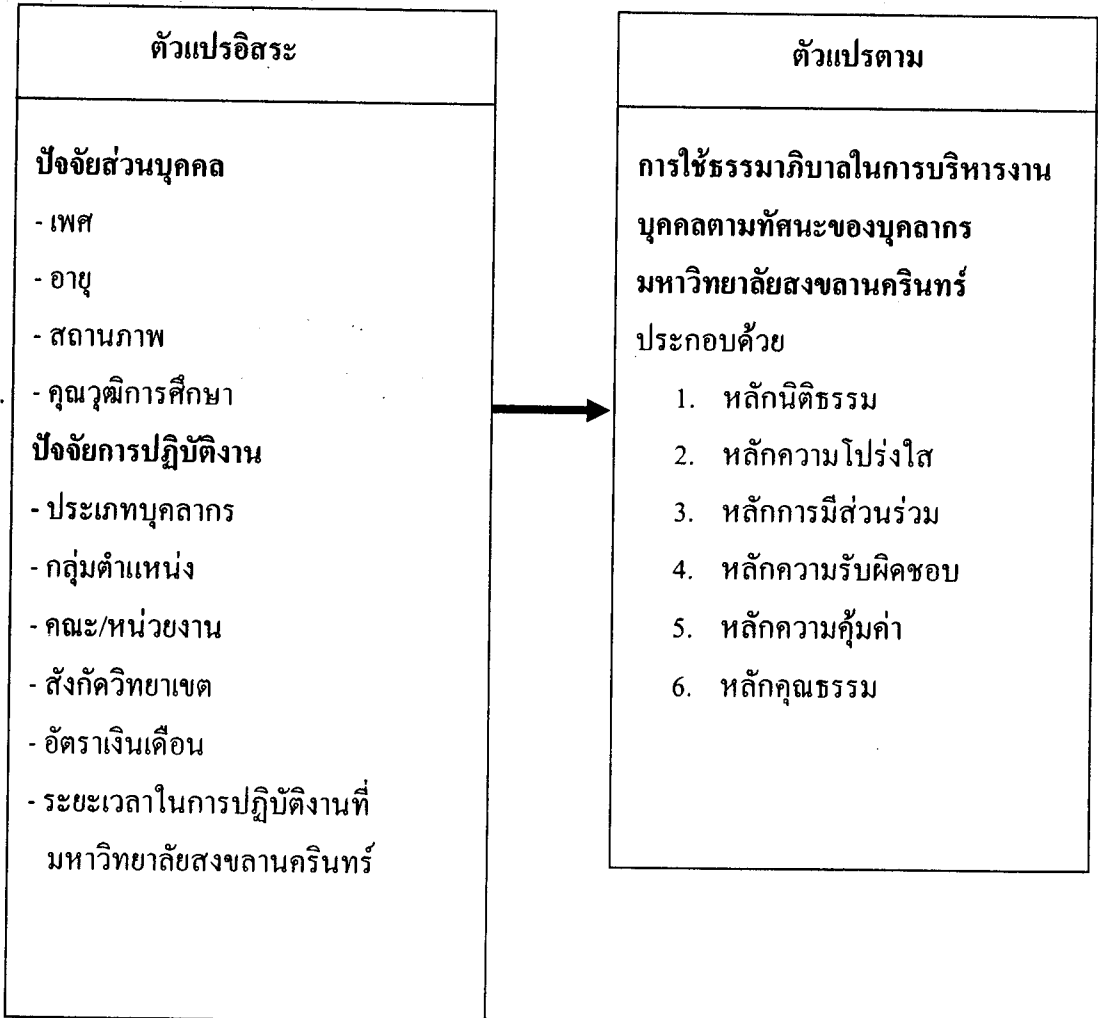 ตัวแปรอิสระ
ปัจจัยส่วนบุคคล
- เพศ
- อายุ
- สถานภาพ
- คุณวุฒิการศึกษา
ปัจจัยการปฏิบัติงาน
- ประเภทบุคลากร
- กลุ่มตำแหน่ง
- คณะ/หน่วยงาน
- สังกัดวิทยาเขต
- อัตราเงินเดือน
- ระยะเวลาในการปฏิบัติงานที่
มหาวิทยาลัยสงขลานครินทร์
ตัวแปรตาม
การใช้ธรรมาภิบาลในการบริหารงาน
บุคคลตามทัศนะของบุคลากร
มหาวิทยาลัยสงขลานครินทร์
ประกอบด้วย
1. หลักนิติธรรม
2. หลักความโปร่งใส
3. หลักการมีส่วนร่วม
4. หลักความรับผิดชอบ
5. หลักความคุ้มค่า
6. หลักคุณธรรม